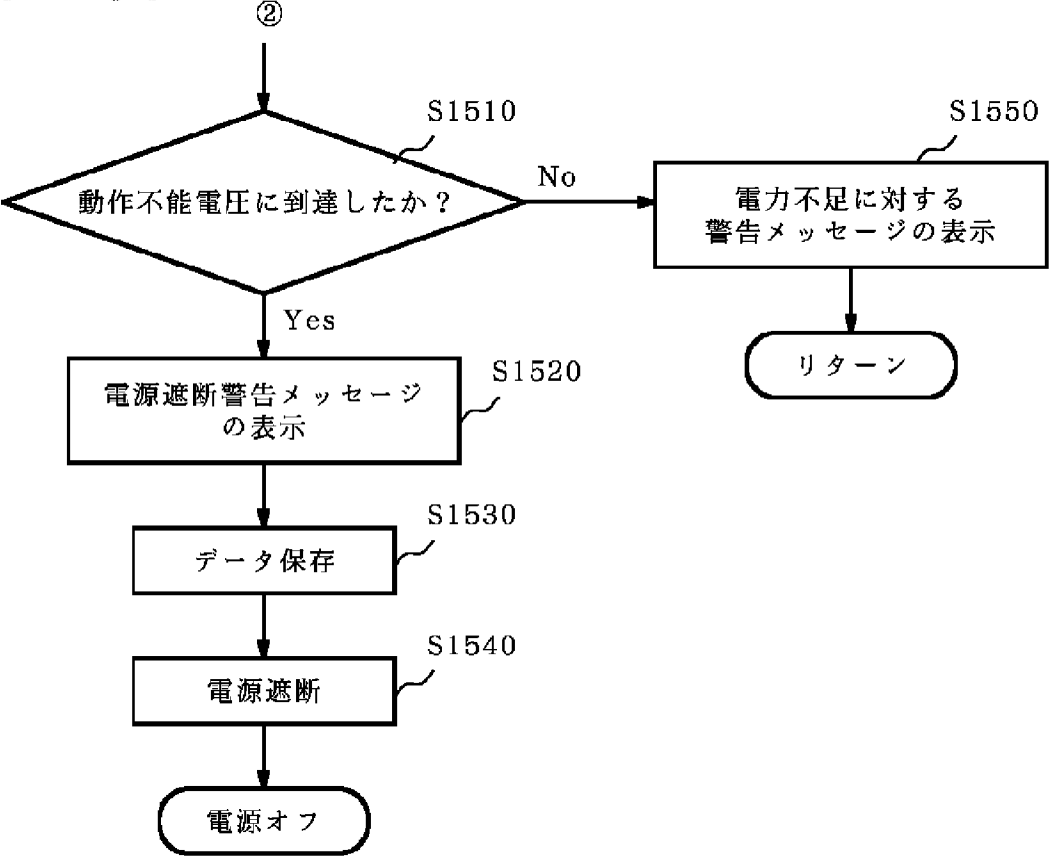 ②
S1510
動作不能電圧に到達したか？
No
S1550
電力不足に対する
警告メッセージの表示
リターン
Yes
S1520
電源遮断警告メッセージ
の表示
S1530
データ保存
S1540
電源遮断
電源オフ